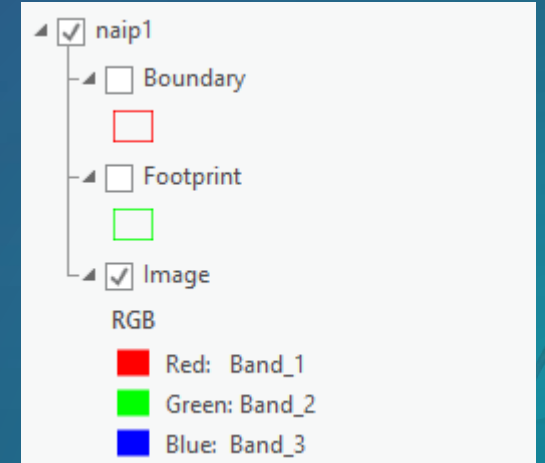 naip1
Boundary
Footprint
Image
RGB
Red: Band_1
Green: Band_2
Blue: Band_3